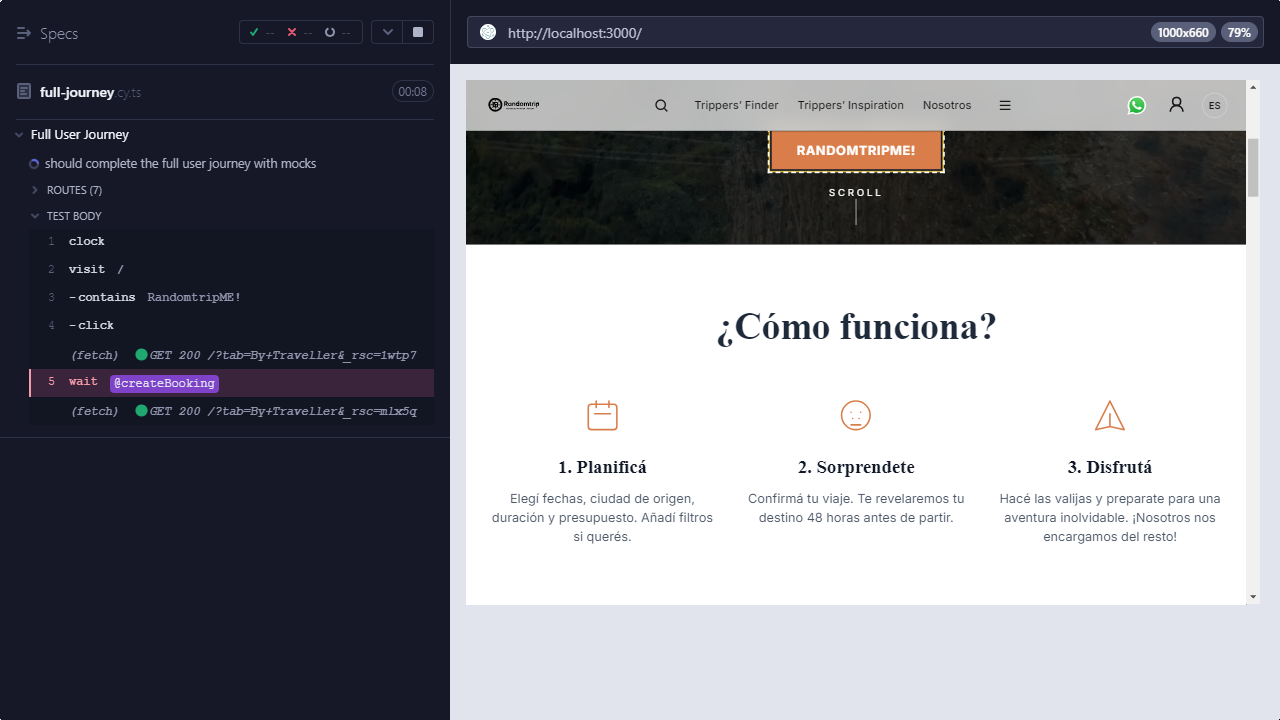 Specs
-- -- --
full-journey.cy.ts 00:08
Full User Journey
should complete the full user journey with mocks
ROUTES (7)
TEST BODY
1 clock
2 visit /
3 -contains RandomtripME!
4 -click
(fetch) GET 200 /?tab=By+Traveller&_rsc=1wtp7
5 wait @createBooking
(fetch) GET 200 /?tab=By+Traveller&_rsc=mlx5q
http://localhost:3000/ 1000x660 79%
Randomtrip Trippers' Finder Trippers' Inspiration Nosotros ES
RANDOMTRIPME!
SCROLL
¿Cómo funciona?
1. Planificá
Elegí fechas, ciudad de origen,
duración y presupuesto. Añadí filtros
si querés.
2. Sorprendete
Confirmá tu viaje. Te revelaremos tu
destino 48 horas antes de partir.
3. Disfrutá
Hacé las valijas y preparate para una
aventura inolvidable. ¡Nosotros nos
encargamos del resto!